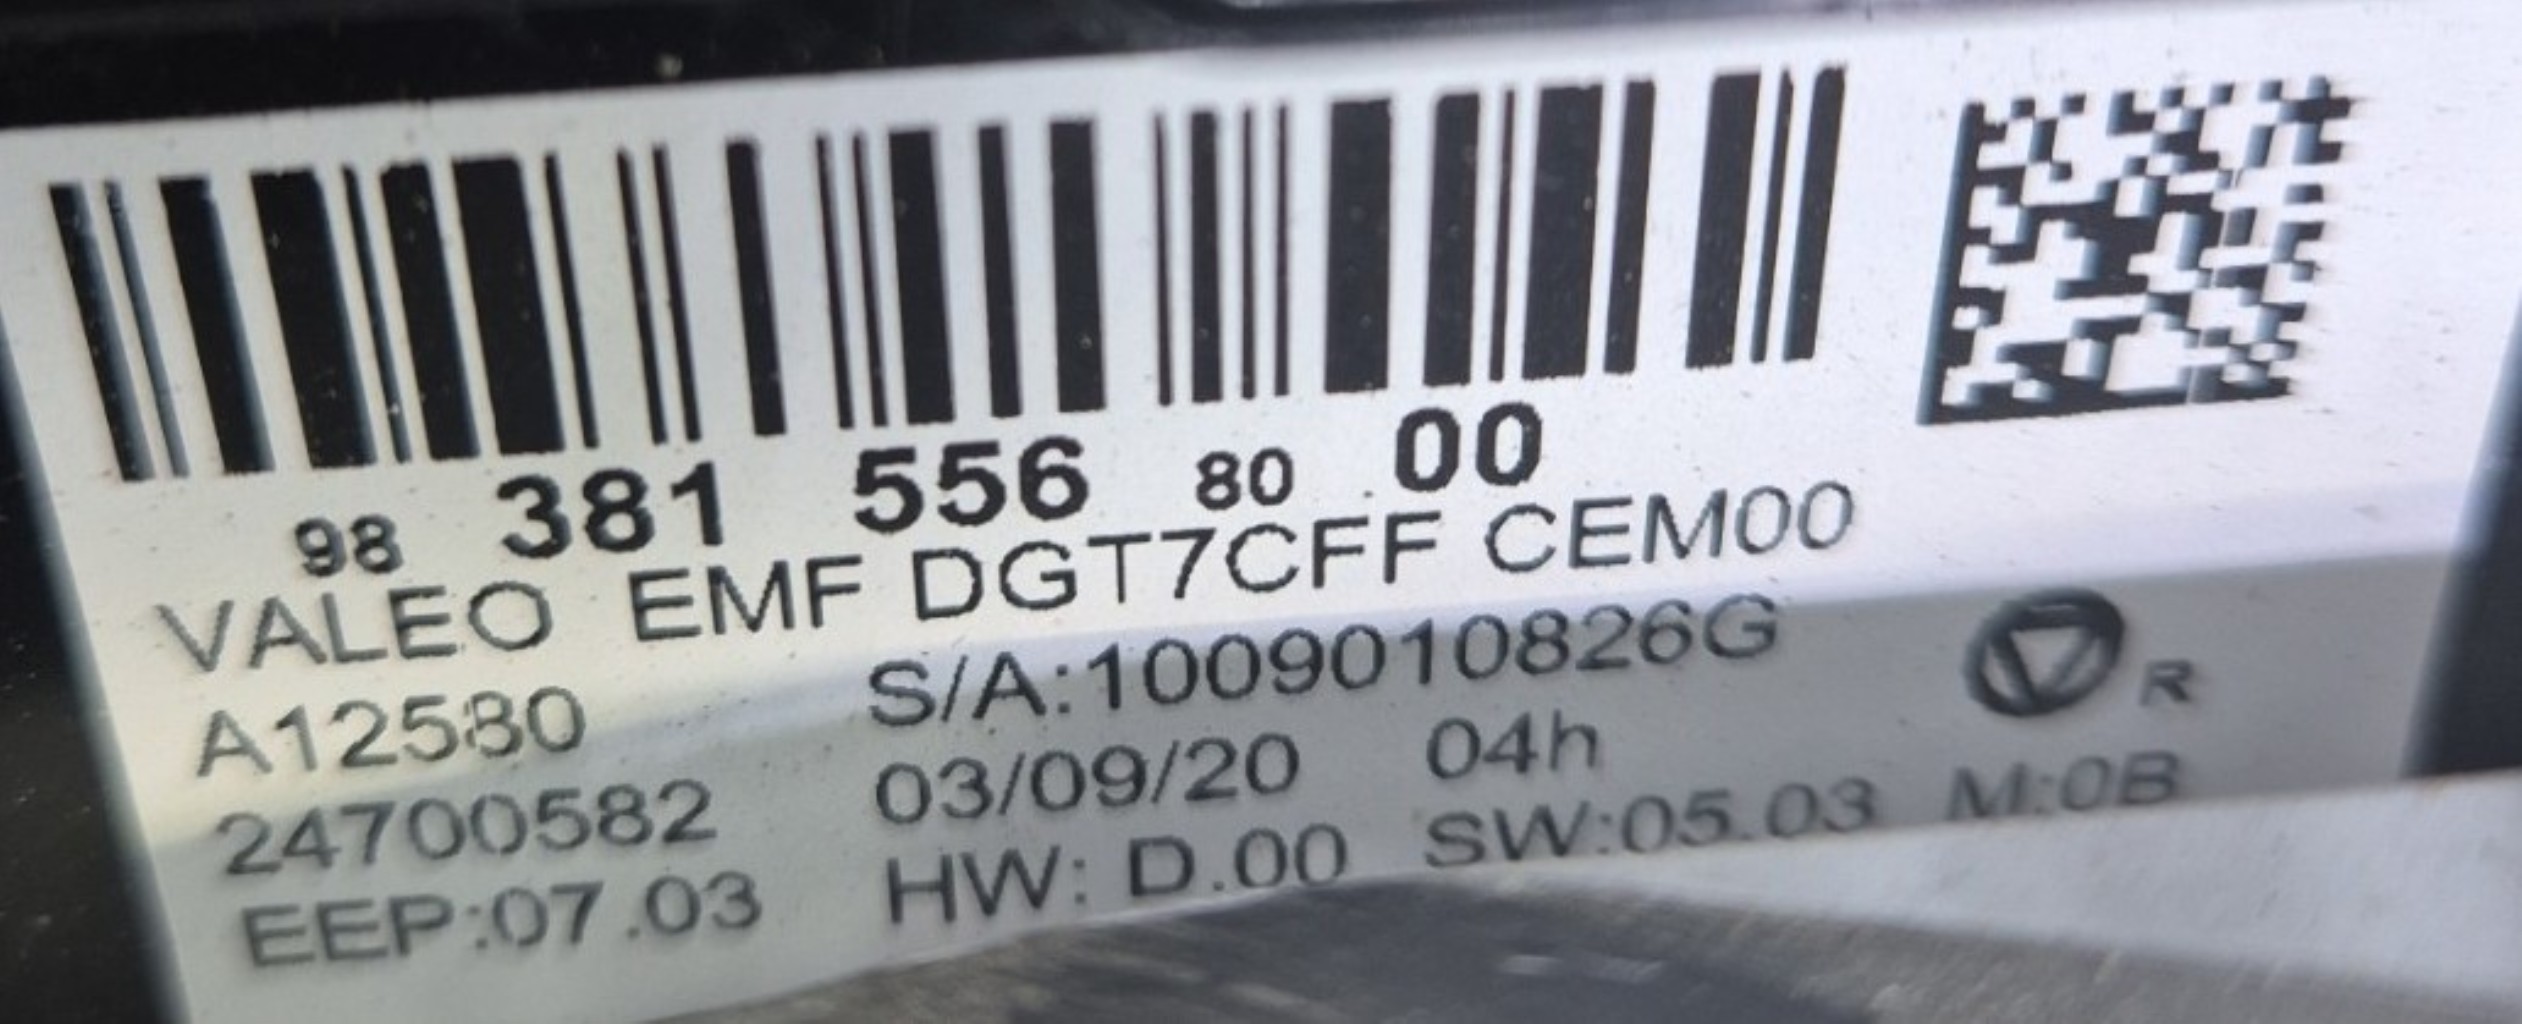 98 381 556 80 00
VALEO EMF DGT7CFF CEM00
A12580 S/A:1009010826G
24700582 03/09/20 04h R
EEP:07.03 HW: D.00 SW:05.03 M:0B